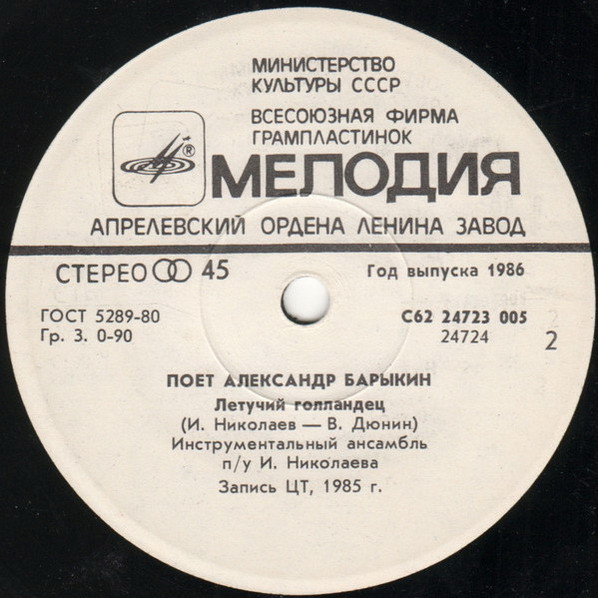 МИНИСТЕРСТВО
КУЛЬТУРЫ СССР
ВСЕСОЮЗНАЯ ФИРМА
ГРАМПЛАСТИНОК
® МЕЛОДИЯ
АПРЕЛЕВСКИЙ ОРДЕНА ЛЕНИНА ЗАВОД
СТЕРЕО 45 Год выпуска 1986
ГОСТ 5289-80 С62 24723 005
Гр. 3. 0-90 24724 2
ПОЕТ АЛЕКСАНДР БАРЫКИН
Летучий голландец
(И. Николаев — В. Дюнин)
Инструментальный ансамбль
п/у И. Николаева
Запись ЦТ, 1985 г.